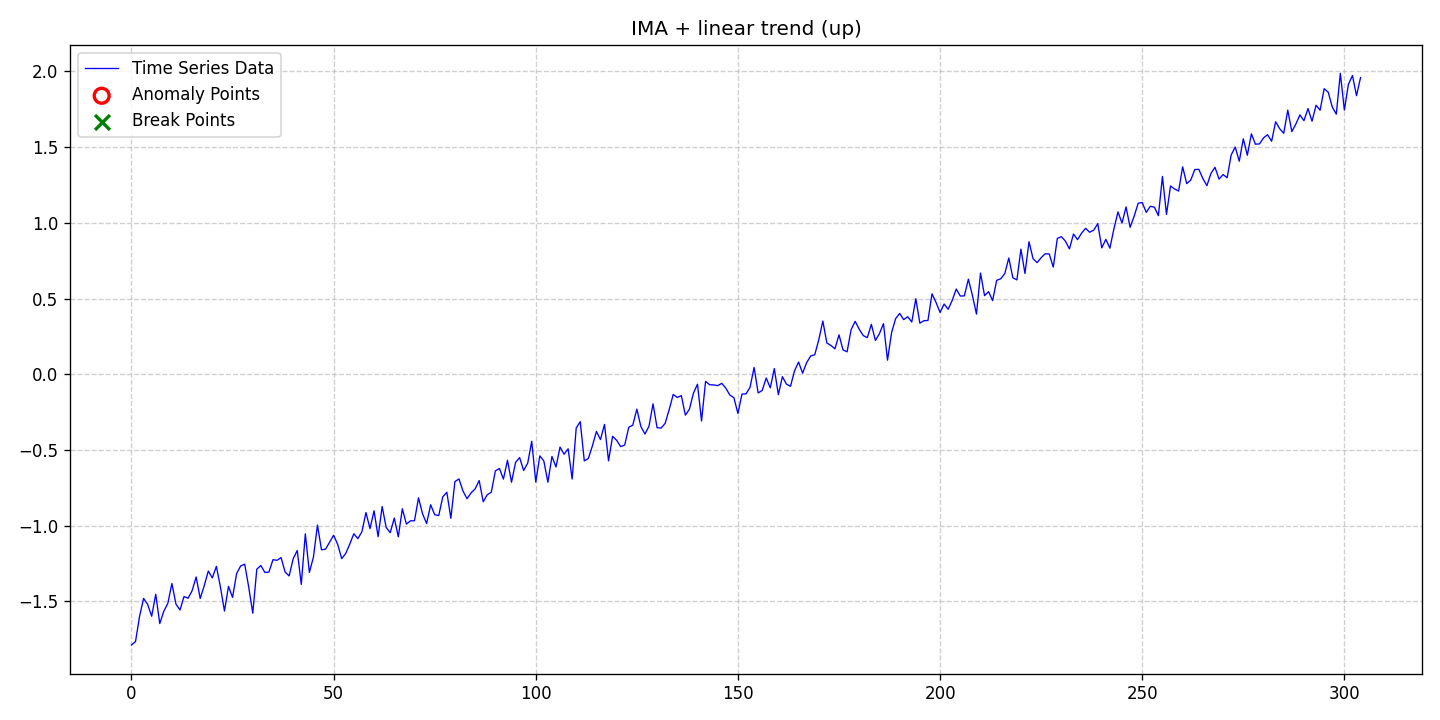 IMA + linear trend (up)
Time Series Data
Anomaly Points
Break Points
2.0
1.5
1.0
0.5
0.0
−0.5
−1.0
−1.5
0 50 100 150 200 250 300